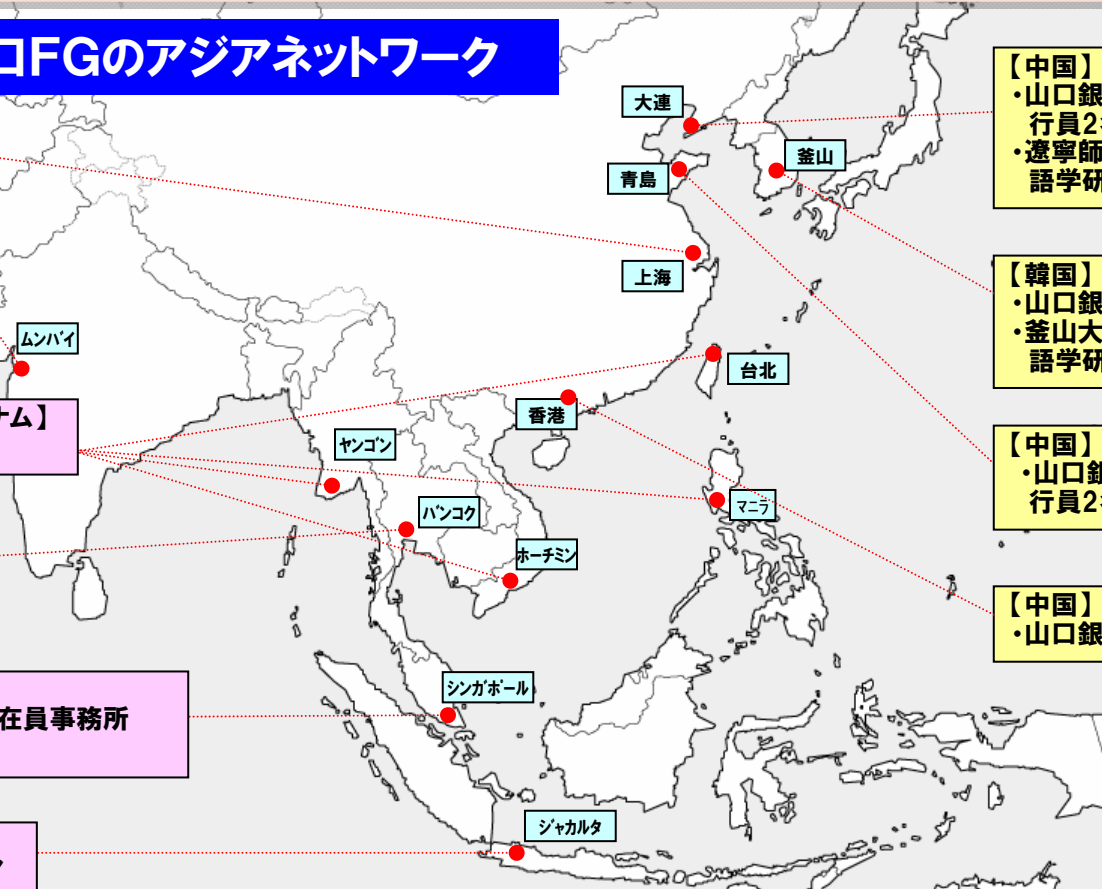 口FGのアジアネットワーク
大連
釜山
青島
上海
ムンバイ
台北
香港
ナム】
ヤンゴン
バンコク
マニラ
ホーチミン
シンガポール
在員事務所
ジャカルタ
【中国】
・山口銀
行員2
・遼寧師
語学研
【韓国】
・山口銀
・釜山大
語学研
【中国】
・山口銀
行員2
【中国】
・山口銀